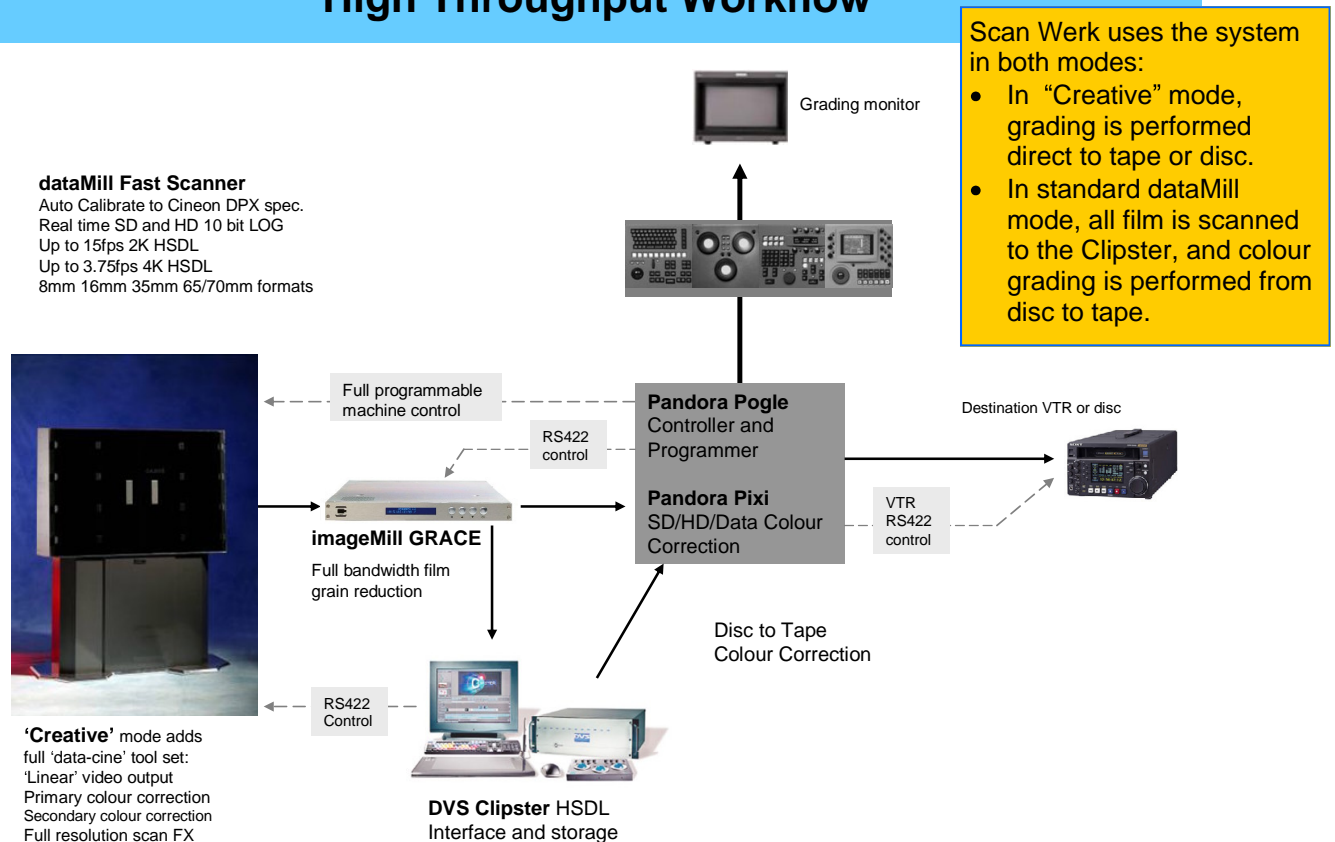 High Throughput Workflow
Scan Werk uses the system
in both modes:
• In “Creative” mode,
grading is performed
direct to tape or disc.
• In standard dataMill
mode, all film is scanned
to the Clipster, and colour
grading is performed from
disc to tape.
Grading monitor
dataMill Fast Scanner
Auto Calibrate to Cineon DPX spec.
Real time SD and HD 10 bit LOG
Up to 15fps 2K HSDL
Up to 3.75fps 4K HSDL
8mm 16mm 35mm 65/70mm formats
Full programmable
machine control
RS422
control
Pandora Pogle
Controller and
Programmer
Pandora Pixi
SD/HD/Data Colour
Correction
Destination VTR or disc
VTR
RS422
control
imageMill GRACE
Full bandwidth film
grain reduction
Disc to Tape
Colour Correction
RS422
Control
‘Creative’ mode adds
full ‘data-cine’ tool set:
‘Linear’ video output
Primary colour correction
Secondary colour correction
Full resolution scan FX
DVS Clipster HSDL
Interface and storage